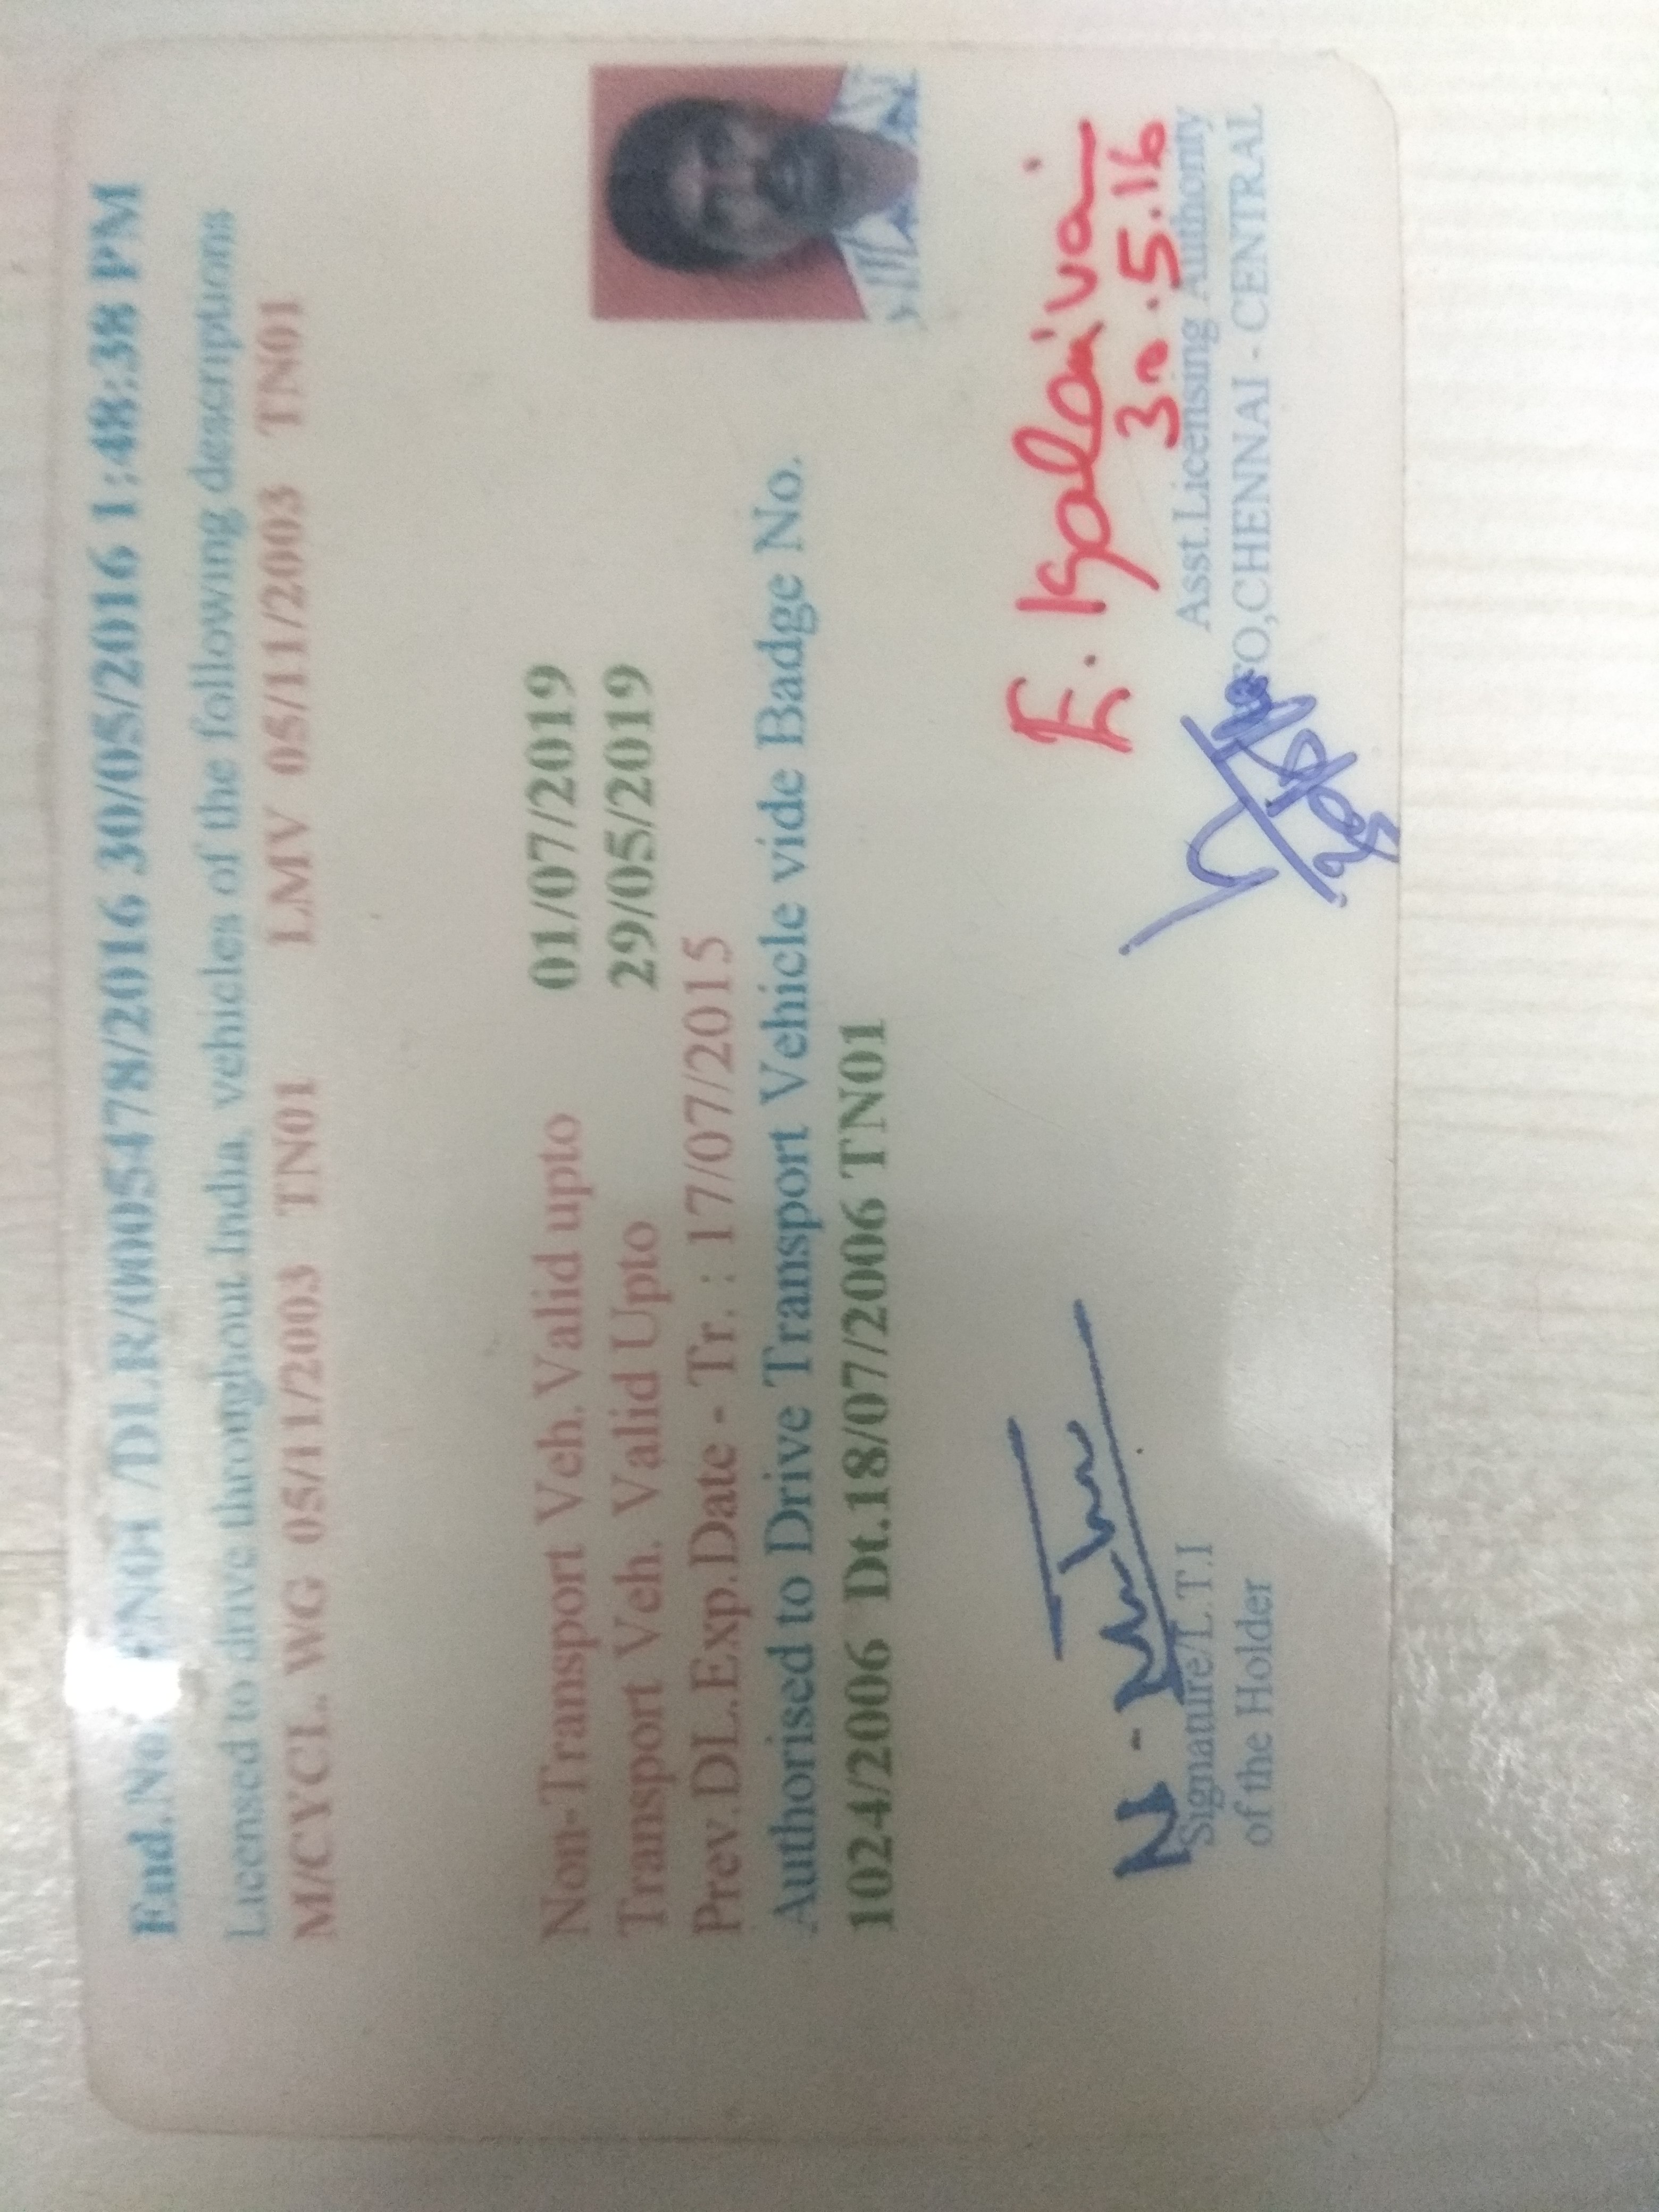 End.No. TN01 /DLR/0005478/2016 30/05/2016 1:48:38 PM
Licensed to drive throughout India, vehicles of the following descriptions
M/CYCL. WG 05/11/2003 TN01 LMV 05/11/2003 TN01
Non-Transport Veh. Valid upto 01/07/2019
Transport Veh. Valid Upto 29/05/2019
Prev.DL.Exp.Date - Tr. : 17/07/2015
Authorised to Drive Transport Vehicle vide Badge No.
1024/2006 Dt.18/07/2006 TN01
30.5.16
Signature/L.T.I
of the Holder
Asst.Licensing Authority
RTO,CHENNAI - CENTRAL